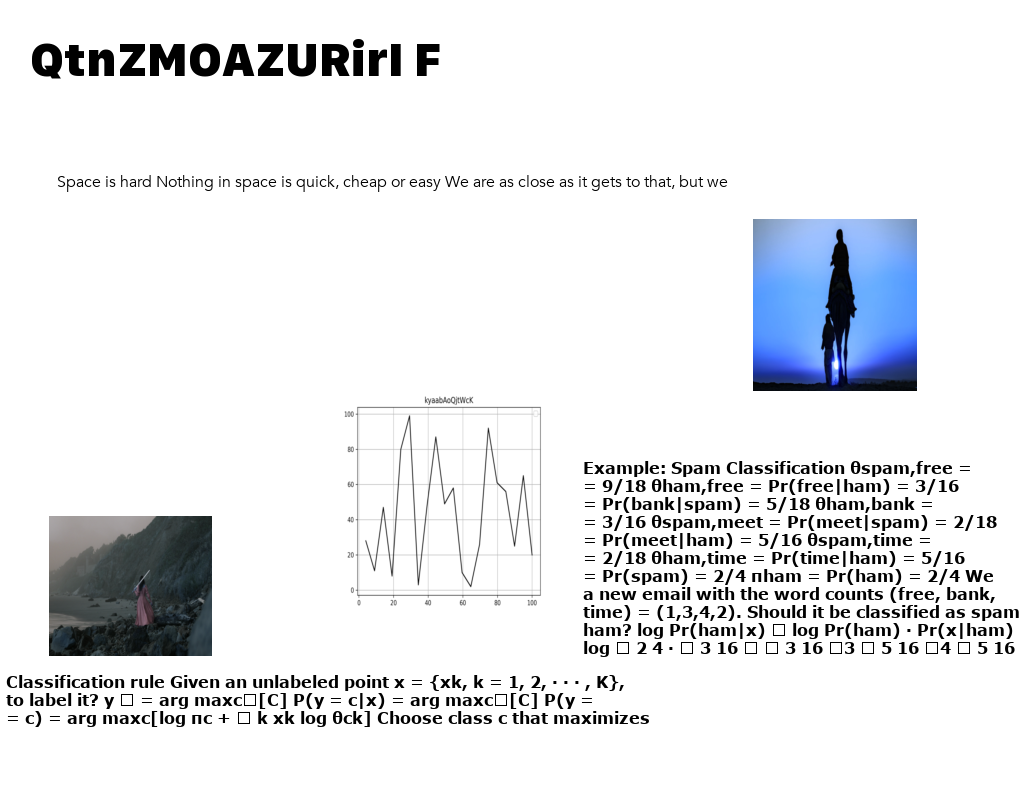 QtnZMOAZURirI F
Space is hard Nothing in space is quick, cheap or easy We are as close as it gets to that, but we
kyaabAoQjtWcK
100
80
60
40
20
0
0 20 40 60 80 100
Example: Spam Classification θspam,free =
= 9/18 θham,free = Pr(free|ham) = 3/16
= Pr(bank|spam) = 5/18 θham,bank =
= 3/16 θspam,meet = Pr(meet|spam) = 2/18
= Pr(meet|ham) = 5/16 θspam,time =
= 2/18 θham,time = Pr(time|ham) = 5/16
= Pr(spam) = 2/4 πham = Pr(ham) = 2/4 We
a new email with the word counts (free, bank,
time) = (1,3,4,2). Should it be classified as spam
ham? log Pr(ham|x) □ log Pr(ham) · Pr(x|ham)
log □ 2 4 · □ 3 16 □ □ 3 16 □3 □ 5 16 □4 □ 5 16
Classification rule Given an unlabeled point x = {xk, k = 1, 2, · · · , K},
to label it? y □ = arg maxc□[C] P(y = c|x) = arg maxc□[C] P(y =
= c) = arg maxc[log πc + □ k xk log θck] Choose class c that maximizes